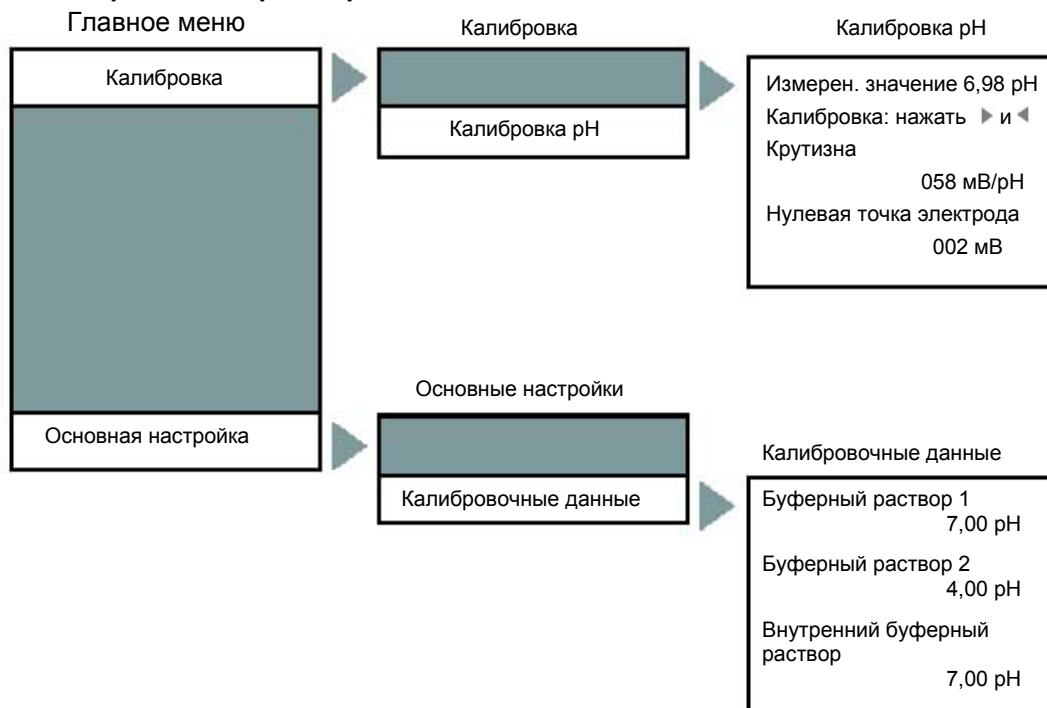 Главное меню
Калибровка
Основная настройка
Калибровка
Калибровка pH
Калибровка pH
Измерен. значение 6,98 pH
Калибровка: нажать ▶ и ◀
Крутизна
058 мВ/pH
Нулевая точка электрода
002 мВ
Основные настройки
Калибровочные данные
Калибровочные данные
Буферный раствор 1
7,00 pH
Буферный раствор 2
4,00 pH
Внутренний буферный
раствор
7,00 pH